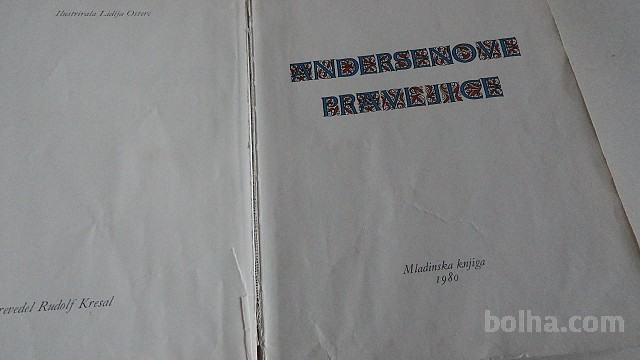 Ilustrirala Lidija Osterc
revedel Rudolf Kresal
ANDERSENOVE
PRAVLJICE
Mladinska knjiga
1980
bolha.com